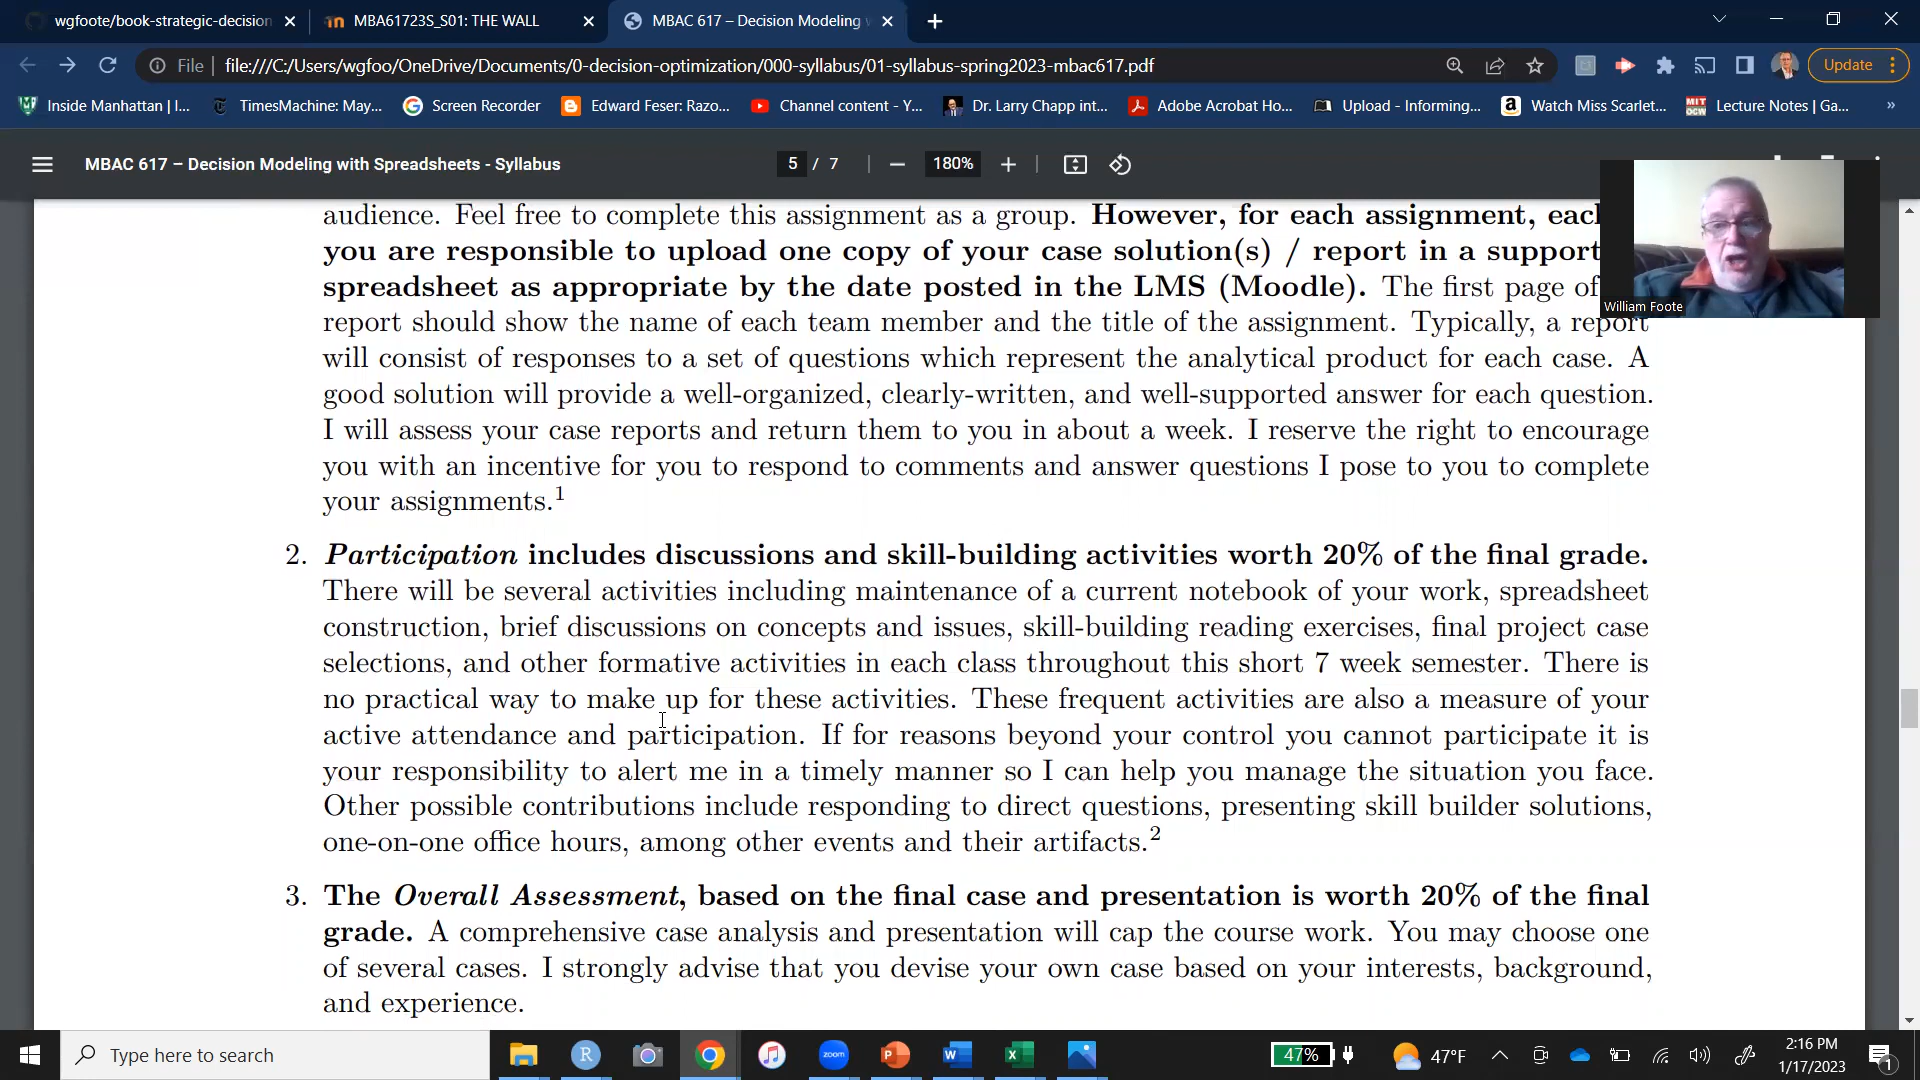 wgfoote/book-strategic-decision
MBA61723S_S01: THE WALL
MBAC 617 – Decision Modeling w
File
file:///C:/Users/wgfoo/OneDrive/Documents/0-decision-optimization/000-syllabus/01-syllabus-spring2023-mbac617.pdf
Update
Inside Manhattan | I...
TimesMachine: May...
Screen Recorder
Edward Feser: Razo...
Channel content - Y...
Dr. Larry Chapp int...
Adobe Acrobat Ho...
Upload - Informing...
Watch Miss Scarlet...
Lecture Notes | Ga...
»
MBAC 617 – Decision Modeling with Spreadsheets - Syllabus
5 / 7
180%
audience. Feel free to complete this assignment as a group. However, for each assignment, each
you are responsible to upload one copy of your case solution(s) / report in a support
spreadsheet as appropriate by the date posted in the LMS (Moodle). The first page of
William Foote
report should show the name of each team member and the title of the assignment. Typically, a report
will consist of responses to a set of questions which represent the analytical product for each case. A
good solution will provide a well-organized, clearly-written, and well-supported answer for each question.
I will assess your case reports and return them to you in about a week. I reserve the right to encourage
you with an incentive for you to respond to comments and answer questions I pose to you to complete
your assignments.1
2. Participation includes discussions and skill-building activities worth 20% of the final grade.
There will be several activities including maintenance of a current notebook of your work, spreadsheet
construction, brief discussions on concepts and issues, skill-building reading exercises, final project case
selections, and other formative activities in each class throughout this short 7 week semester. There is
no practical way to make up for these activities. These frequent activities are also a measure of your
active attendance and participation. If for reasons beyond your control you cannot participate it is
your responsibility to alert me in a timely manner so I can help you manage the situation you face.
Other possible contributions include responding to direct questions, presenting skill builder solutions,
one-on-one office hours, among other events and their artifacts.2
3. The Overall Assessment, based on the final case and presentation is worth 20% of the final
grade. A comprehensive case analysis and presentation will cap the course work. You may choose one
of several cases. I strongly advise that you devise your own case based on your interests, background,
and experience.
Type here to search
R
zoom
47%
47°F
2:16 PM
1/17/2023
1